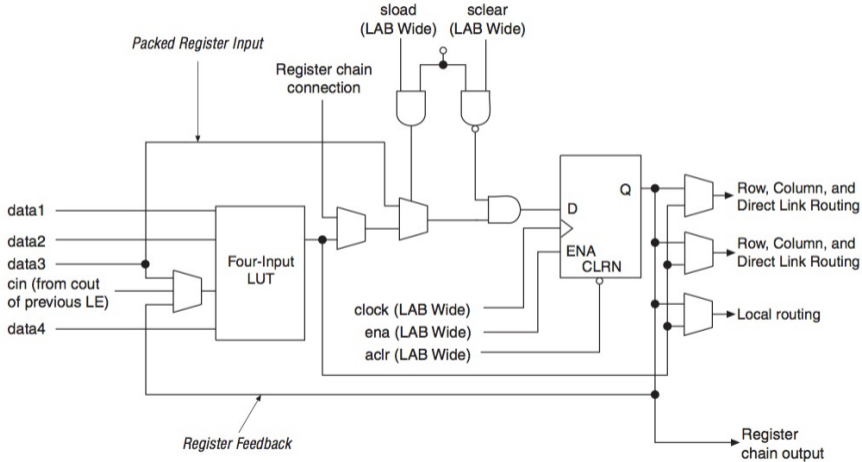 sload
(LAB Wide)
sclear
(LAB Wide)
Packed Register Input
Register chain
connection
data1
data2
data3
cin (from cout
of previous LE)
data4
Four-Input
LUT
D
Q
ENA
CLRN
clock (LAB Wide)
ena (LAB Wide)
aclr (LAB Wide)
Row, Column, and
Direct Link Routing
Row, Column, and
Direct Link Routing
Local routing
Register Feedback
Register
chain output